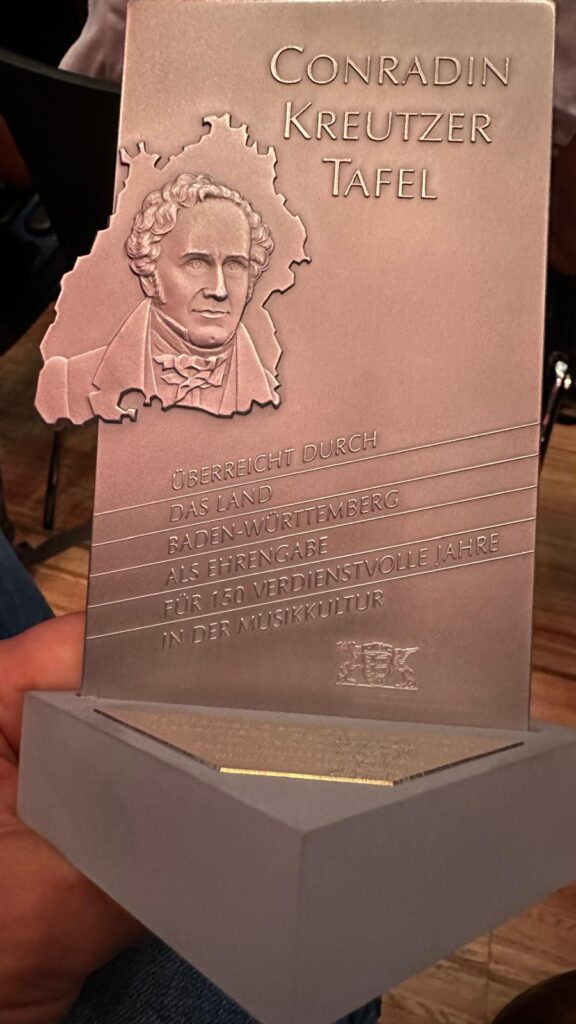 CONRADIN
KREUTZER
TAFEL
ÜBERREICHT DURCH
DAS LAND
BADEN-WÜRTTEMBERG
ALS EHRENGABE
FÜR 150 VERDIENSTVOLLE JAHRE
IN DER MUSIKKULTUR